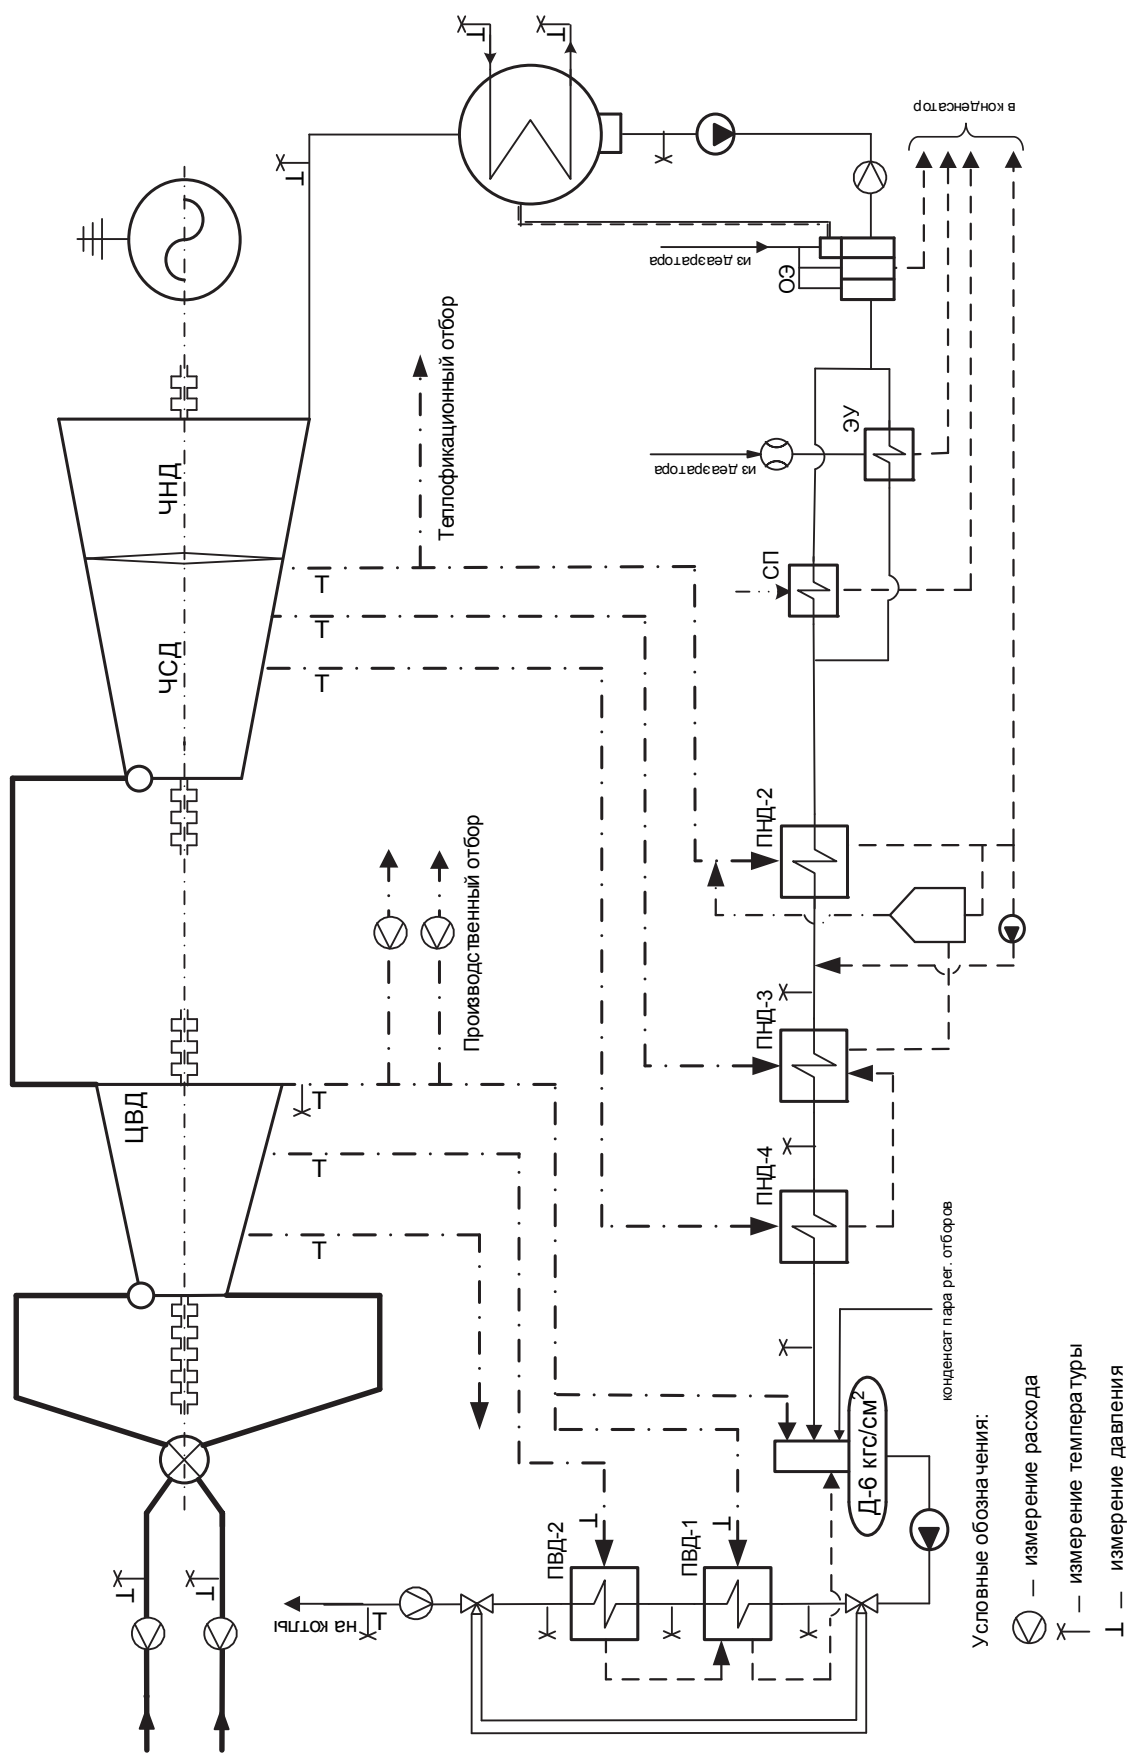 Т
Т
в конденсатор
Т
из деаэратора
ЭО
Теплофикационный отбор
ЧНД
ЭУ
из деаэратора
СП
Т
Т
Т
ЧСД
ПНД-2
Производственный отбор
ПНД-3
ЦВД
Т
Т
Т
ПНД-4
конденсат пара рег. отборов
Д-6 кгс/см²
ПВД-2
ПВД-1
Т
Т
Т
Т
на котлы
Т
Условные обозначения:
— измерение расхода
— измерение температуры
Т — измерение давления